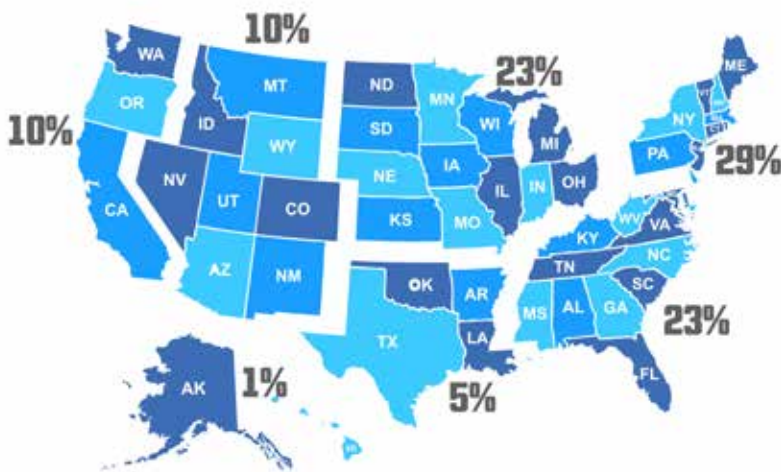 10%
WA
ME
MT
ND
23%
MN
VT
OR
WI
NY
ID
SD
MI
10%
WY
PA
29%
IA
NE
NV
IL
IN
OH
UT
CO
CA
KS
MO
WV
VA
KY
NC
TN
AZ
OK
NM
AR
SC
MS
AL
GA
23%
LA
TX
FL
AK
1%
5%